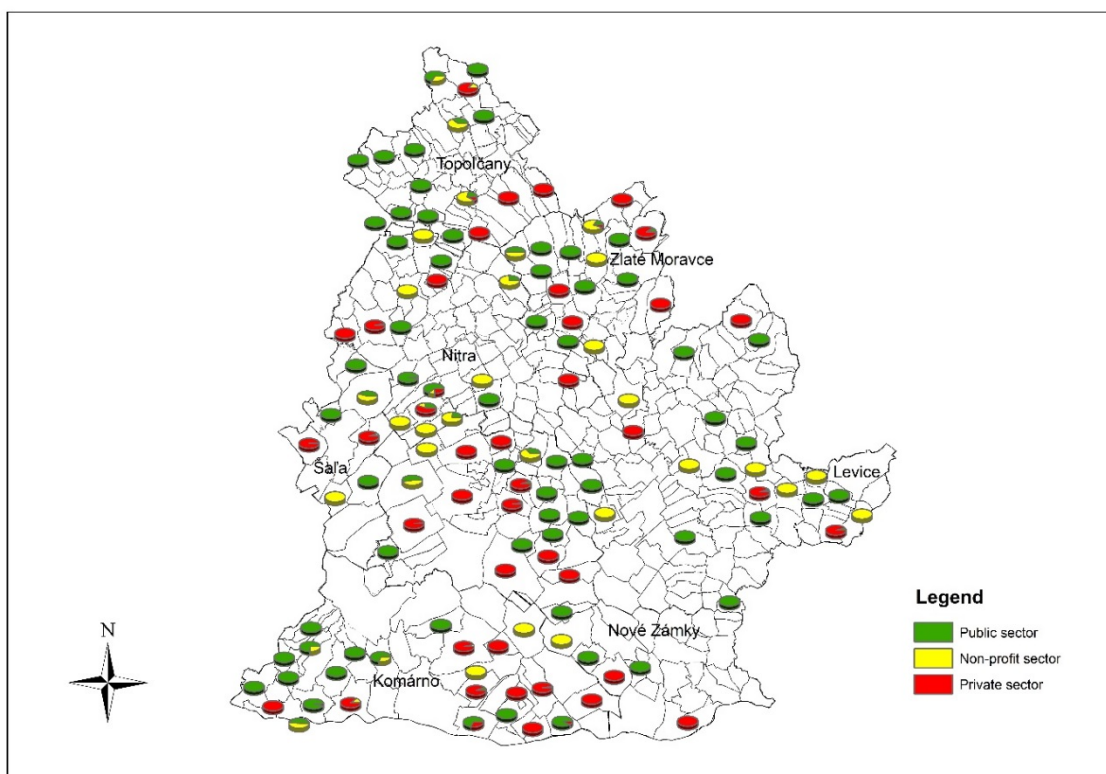 Topoľčany
Zlaté Moravce
Nitra
Šaľa
Levice
Nové Zámky
Komárno
N
Legend
Public sector
Non-profit sector
Private sector